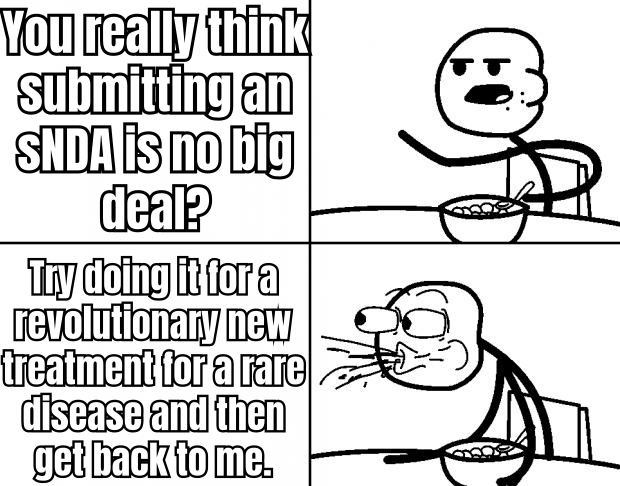 You really think
submitting an
sNDA is no big
deal?
Try doing it for a
revolutionary new
treatment for a rare
disease and then
get back to me.